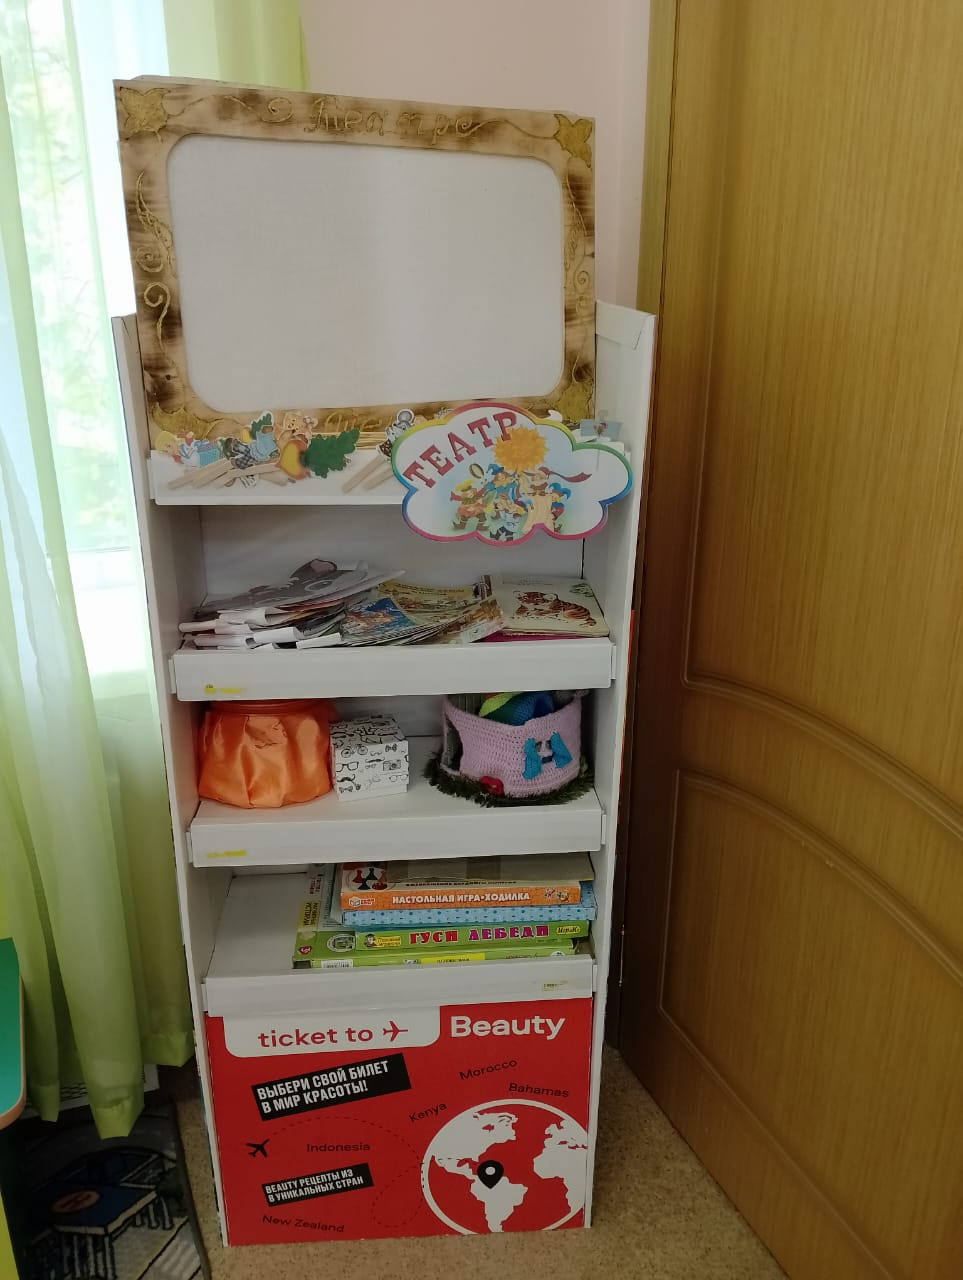 Театр
ТЕАТР
НАСТОЛЬНАЯ ИГРА-ХОДИЛКА
ГУСИ ЛЕБЕДИ
ticket to Beauty
ВЫБЕРИ СВОЙ БИЛЕТ
В МИР КРАСОТЫ!
Morocco
Bahamas
Kenya
Indonesia
BEAUTY РЕЦЕПТЫ ИЗ
В УНИКАЛЬНЫХ СТРАН
New Zealand